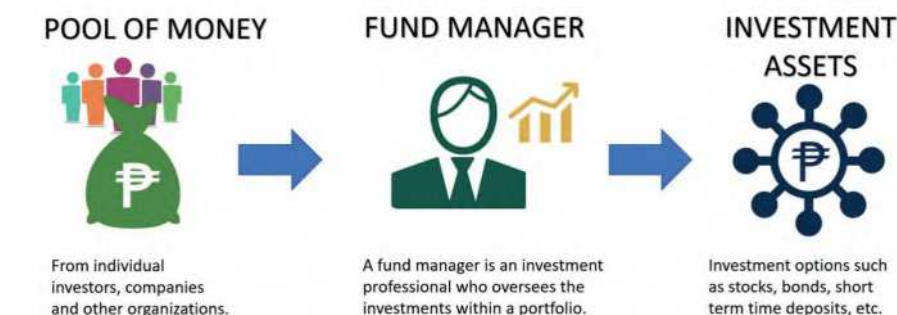 POOL OF MONEY
FUND MANAGER
INVESTMENT
ASSETS
₱
₱
From individual
investors, companies
and other organizations.
A fund manager is an investment
professional who oversees the
investments within a portfolio.
Investment options such
as stocks, bonds, short
term time deposits, etc.